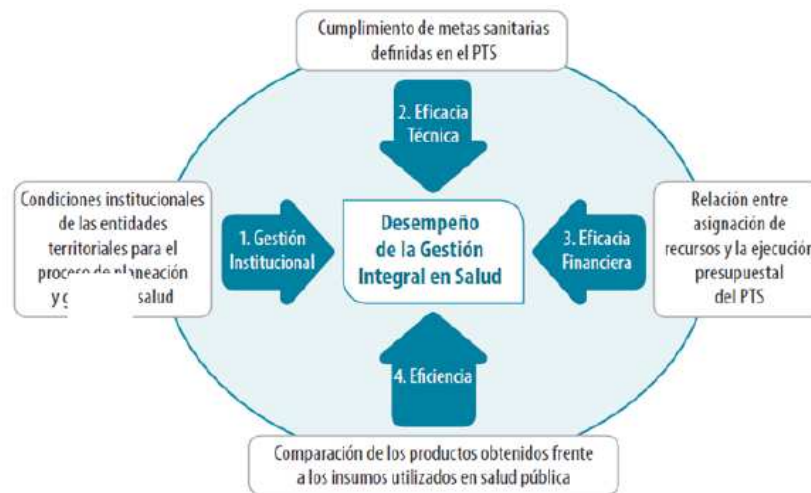 Cumplimiento de metas sanitarias
definidas en el PTS
2. Eficacia
Técnica
Condiciones institucionales
de las entidades
territoriales para el
proceso de planeación
y salud
1. Gestión
Institucional
Desempeño
de la Gestión
Integral en Salud
3. Eficacia
Financiera
Relación entre
asignación de
recursos y la ejecución
presupuestal
del PTS
4. Eficiencia
Comparación de los productos obtenidos frente
a los insumos utilizados en salud pública